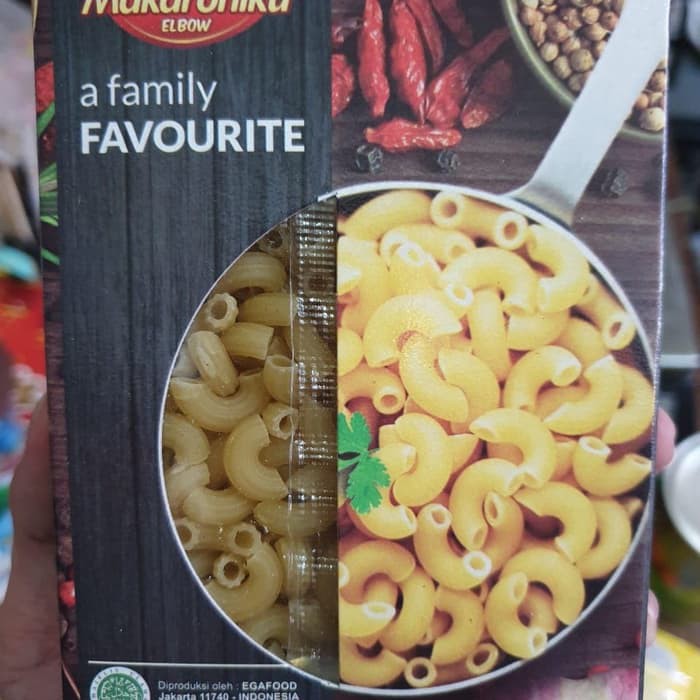 Makaronika
ELBOW
a family
FAVOURITE
Diproduksi oleh : EGAFOOD
Jakarta 11740 - INDONESIA